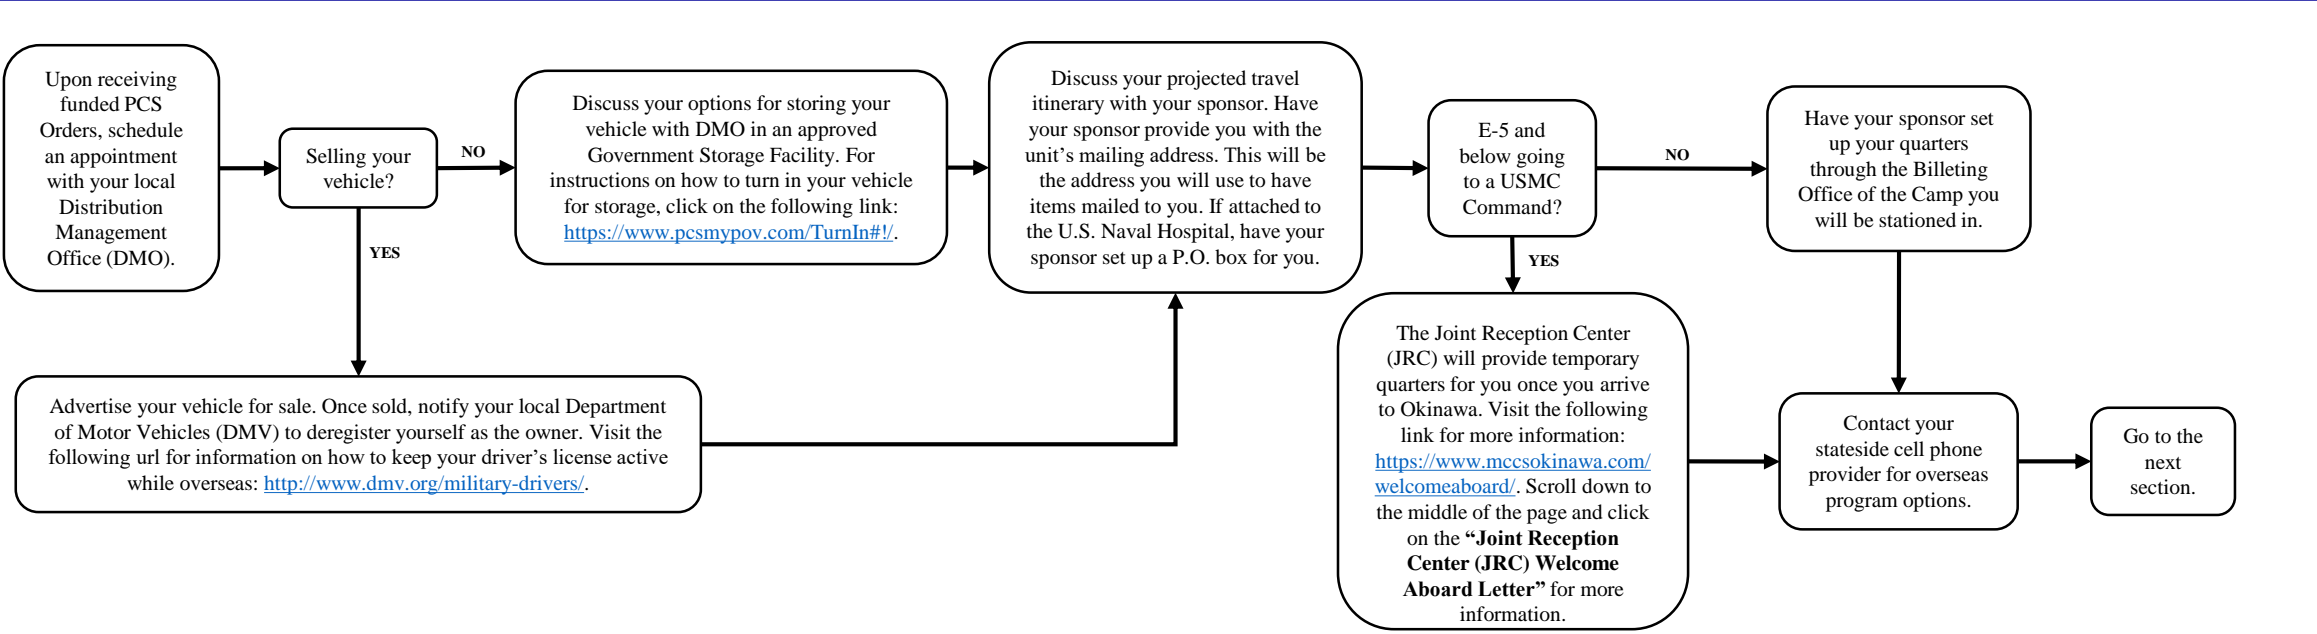 Upon receiving
funded PCS
Orders, schedule
an appointment
with your local
Distribution
Management
Office (DMO).
Selling your
vehicle?
NO
YES
Discuss your options for storing your
vehicle with DMO in an approved
Government Storage Facility. For
instructions on how to turn in your vehicle
for storage, click on the following link:
https://www.pcsmypov.com/TurnIn#!/.
Advertise your vehicle for sale. Once sold, notify your local Department
of Motor Vehicles (DMV) to deregister yourself as the owner. Visit the
following url for information on how to keep your driver’s license active
while overseas: http://www.dmv.org/military-drivers/.
Discuss your projected travel
itinerary with your sponsor. Have
your sponsor provide you with the
unit’s mailing address. This will be
the address you will use to have
items mailed to you. If attached to
the U.S. Naval Hospital, have your
sponsor set up a P.O. box for you.
E-5 and
below going
to a USMC
Command?
NO
YES
Have your sponsor set
up your quarters
through the Billeting
Office of the Camp you
will be stationed in.
The Joint Reception Center
(JRC) will provide temporary
quarters for you once you arrive
to Okinawa. Visit the following
link for more information:
https://www.mccsokinawa.com/
welcomeaboard/. Scroll down to
the middle of the page and click
on the “Joint Reception
Center (JRC) Welcome
Aboard Letter” for more
information.
Contact your
stateside cell phone
provider for overseas
program options.
Go to the
next
section.